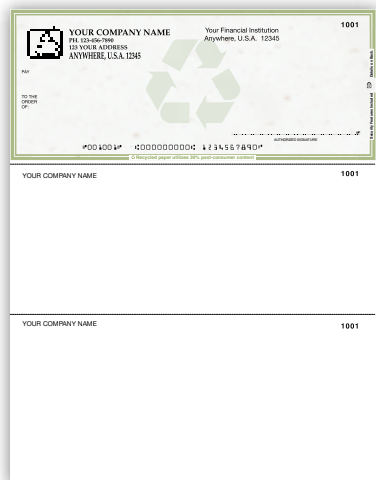 YOUR COMPANY NAME
PH. 123-456-7890
123 YOUR ADDRESS
ANYWHERE, U.S.A. 12345
Your Financial Institution
Anywhere, U.S.A. 12345
1001
PAY
TO THE
ORDER
OF:
AUTHORIZED SIGNATURE
⑈001001⑈ ⑆000000000⑆ 1234567890⑈
Recycled paper utilizes 30% post-consumer content
YOUR COMPANY NAME
1001
YOUR COMPANY NAME
1001